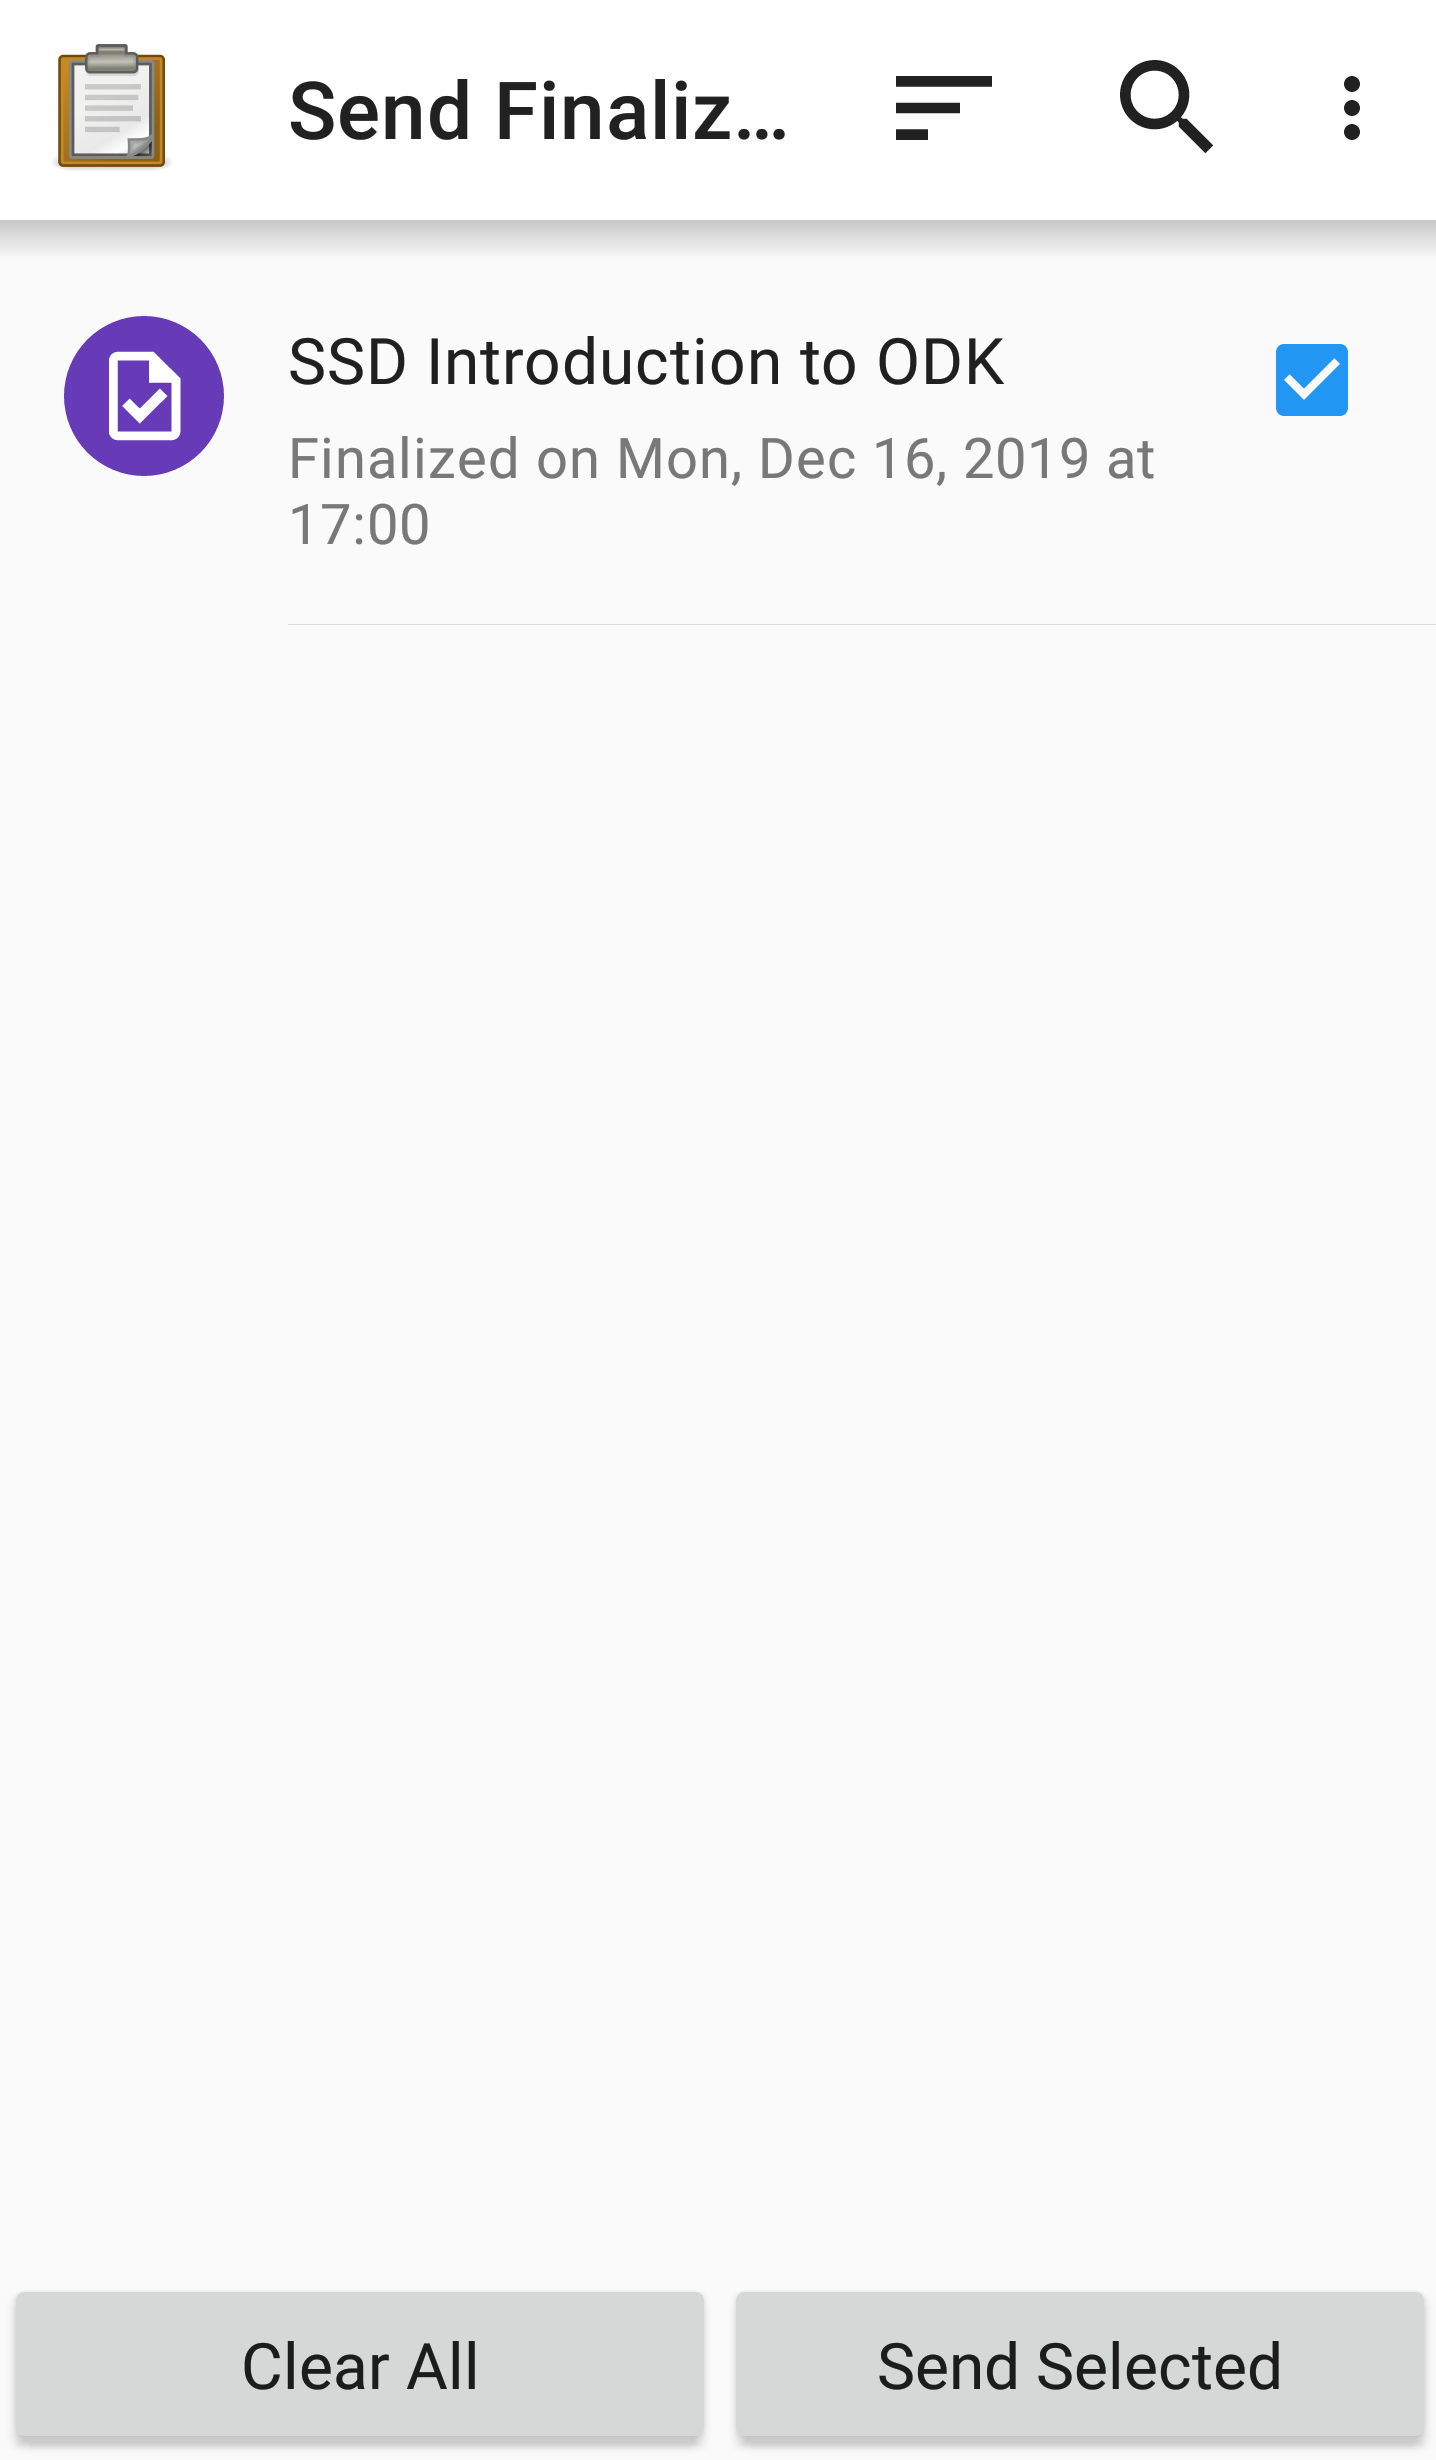 Send Finaliz...
SSD Introduction to ODK
Finalized on Mon, Dec 16, 2019 at
17:00
Clear All
Send Selected